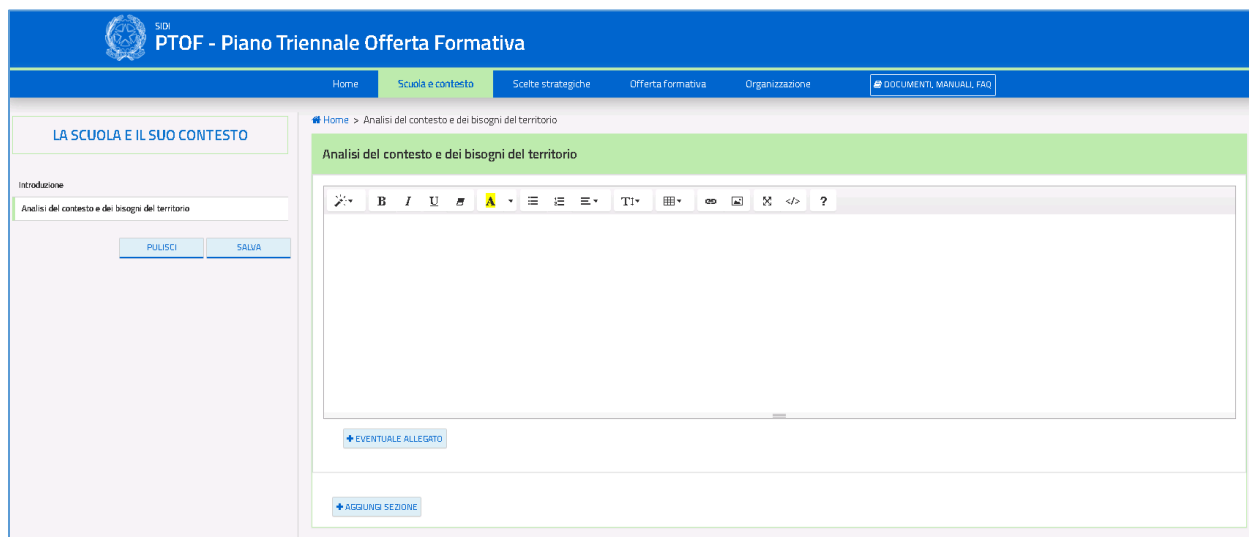 SIDI
PTOF - Piano Triennale Offerta Formativa
Home Scuola e contesto Scelte strategiche Offerta formativa Organizzazione DOCUMENTI, MANUALI, FAQ
LA SCUOLA E IL SUO CONTESTO
Introduzione
Analisi del contesto e dei bisogni del territorio
PULISCI SALVA
Home > Analisi del contesto e dei bisogni del territorio
Analisi del contesto e dei bisogni del territorio
B I U A T ?
+ EVENTUALE ALLEGATO
+ AGGIUNGI SEZIONE